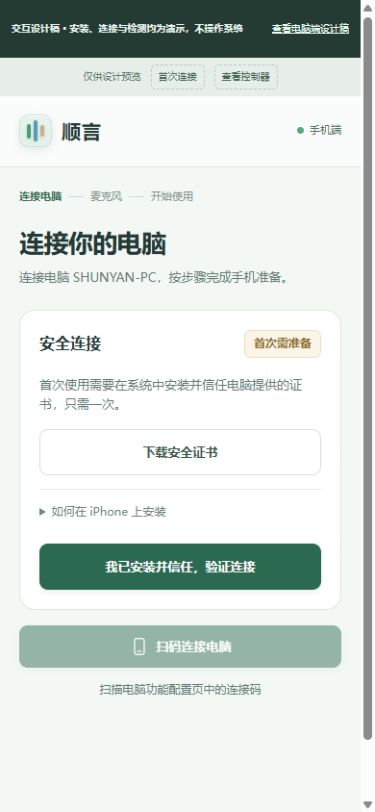 交互设计稿 · 安装、连接与检测均为演示，不操作系统 查看电脑端设计稿
仅供设计预览 首次连接 查看控制器
顺言 手机端
连接电脑 — 麦克风 — 开始使用
连接你的电脑
连接电脑 SHUNYAN-PC，按步骤完成手机准备。
安全连接 首次需准备
首次使用需要在系统中安装并信任电脑提供的证
书，只需一次。
下载安全证书
如何在 iPhone 上安装
我已安装并信任，验证连接
扫码连接电脑
扫描电脑功能配置页中的连接码